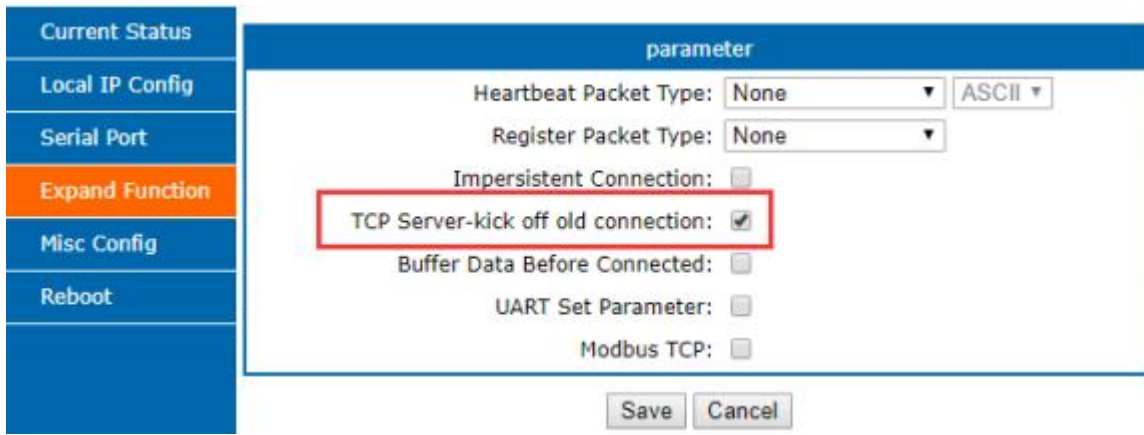 Current Status
Local IP Config
Serial Port
Expand Function
Misc Config
Reboot
parameter
Heartbeat Packet Type: None ASCII
Register Packet Type: None
Impersistent Connection:
TCP Server-kick off old connection:
Buffer Data Before Connected:
UART Set Parameter:
Modbus TCP:
Save Cancel